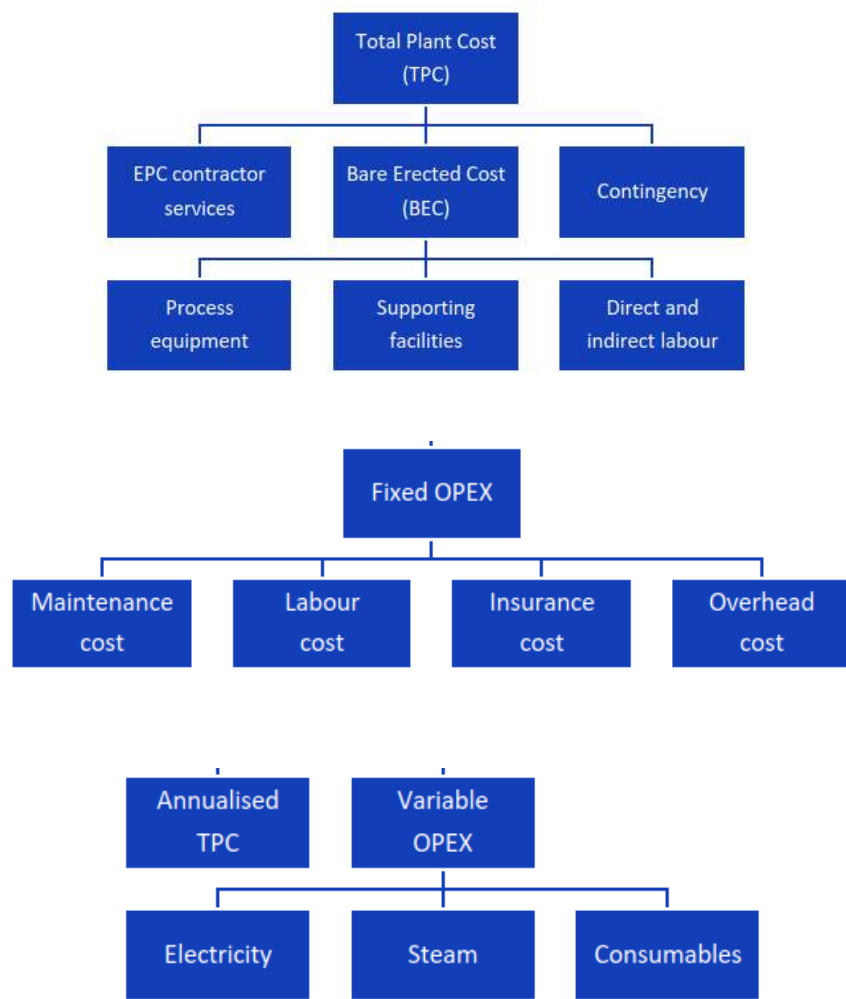 Total Plant Cost
(TPC)
EPC contractor
services
Bare Erected Cost
(BEC)
Contingency
Process
equipment
Supporting
facilities
Direct and
indirect labour
Fixed OPEX
Maintenance
cost
Labour
cost
Insurance
cost
Overhead
cost
Annualised
TPC
Variable
OPEX
Electricity
Steam
Consumables